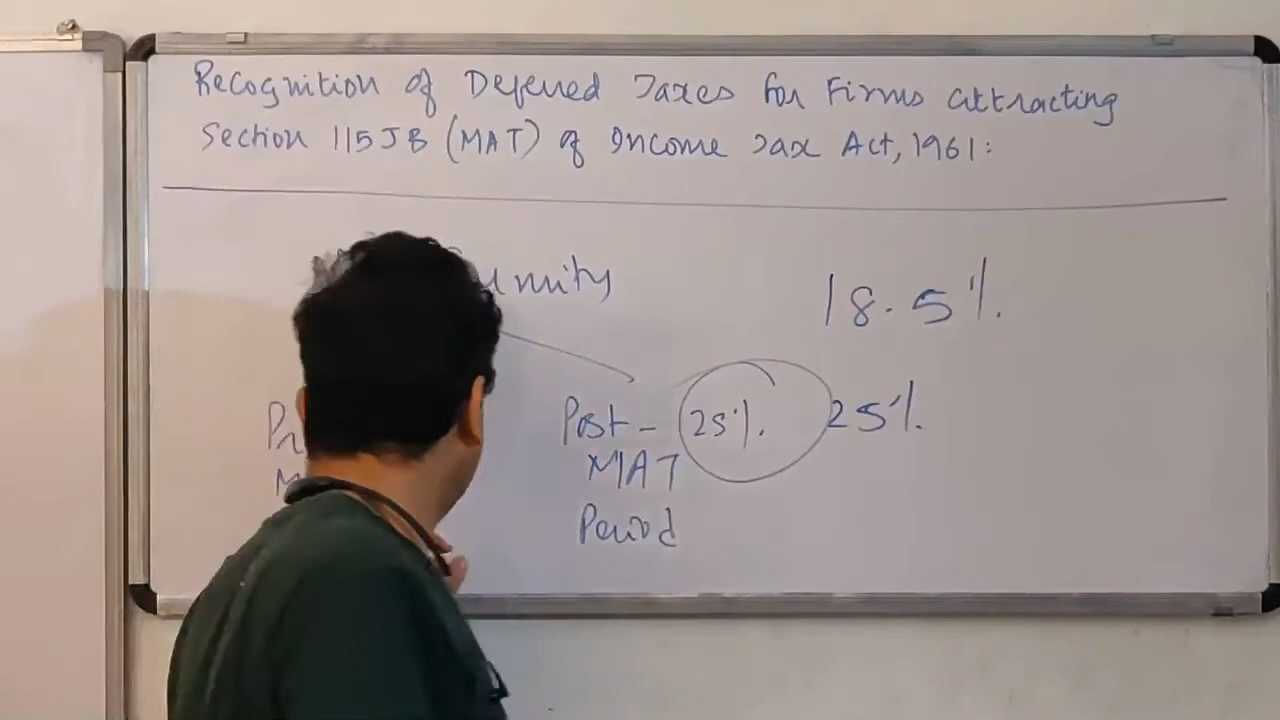 Recognition of Deferred Taxes for Firms attracting
Section 115JB (MAT) of Income Tax Act, 1961:
18.5%.
Post - 25%. 25%.
MAT
Period